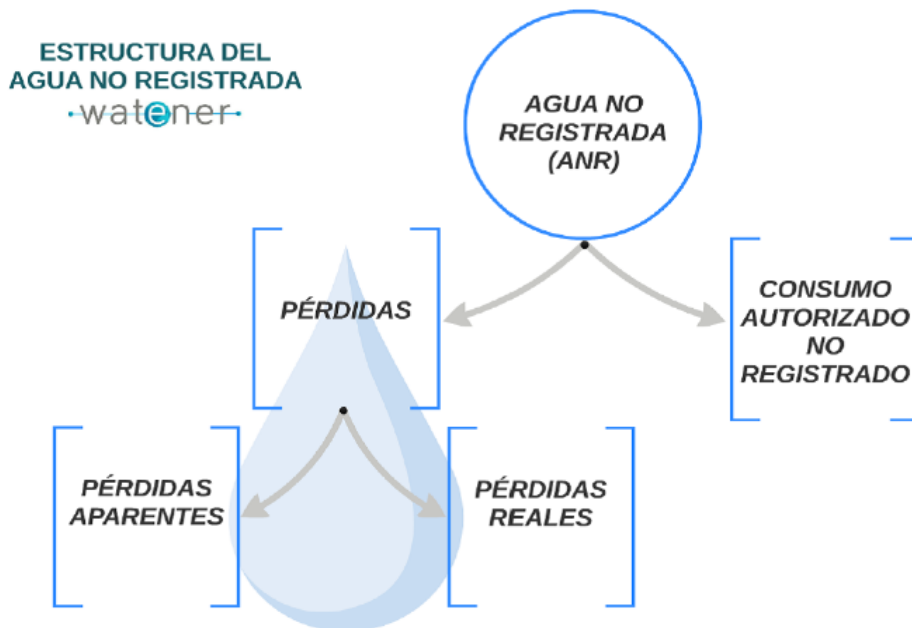 ESTRUCTURA DEL
AGUA NO REGISTRADA
watener
AGUA NO
REGISTRADA
(ANR)
PÉRDIDAS
CONSUMO
AUTORIZADO
NO
REGISTRADO
PÉRDIDAS
APARENTES
PÉRDIDAS
REALES